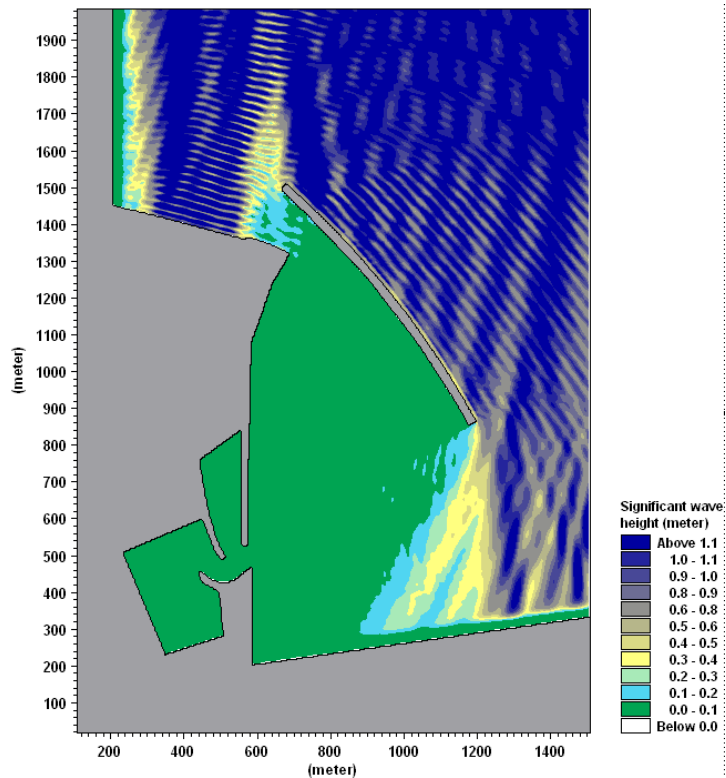 1900
1800
1700
1600
1500
1400
1300
1200
1100
1000
900
800
700
600
500
400
300
200
100
(meter)
200 400 600 800 1000 1200 1400
(meter)
Significant wave
height (meter)
Above 1.1
1.0 - 1.1
0.9 - 1.0
0.8 - 0.9
0.6 - 0.8
0.5 - 0.6
0.4 - 0.5
0.3 - 0.4
0.2 - 0.3
0.1 - 0.2
0.0 - 0.1
Below 0.0